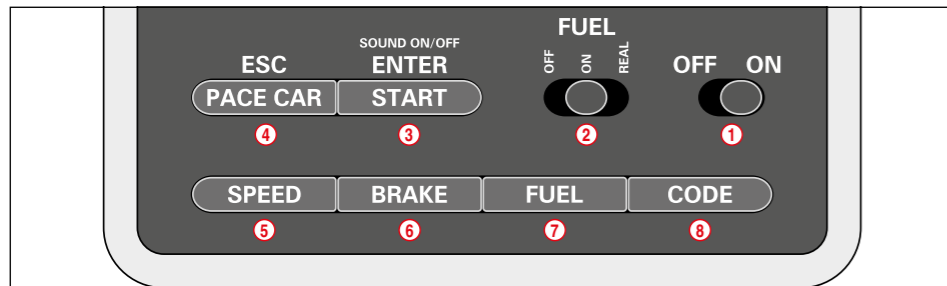 FUEL
SOUND ON/OFF
OFF
ON
REAL
ESC
ENTER
OFF ON
PACE CAR
START
4
3
2
1
SPEED
BRAKE
FUEL
CODE
5
6
7
8